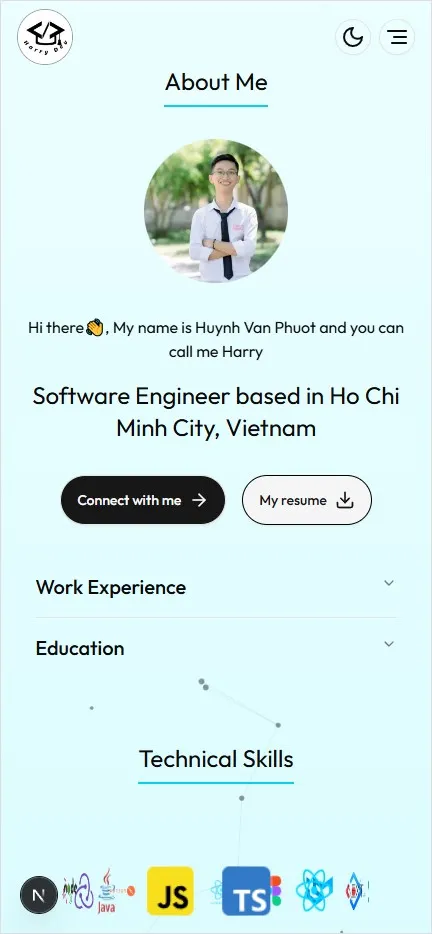 Harry Dev
About Me
Hi there👏, My name is Huynh Van Phuot and you can
call me Harry
Software Engineer based in Ho Chi
Minh City, Vietnam
Connect with me
My resume
Work Experience
Education
Technical Skills
N
node
Java
JS
TS